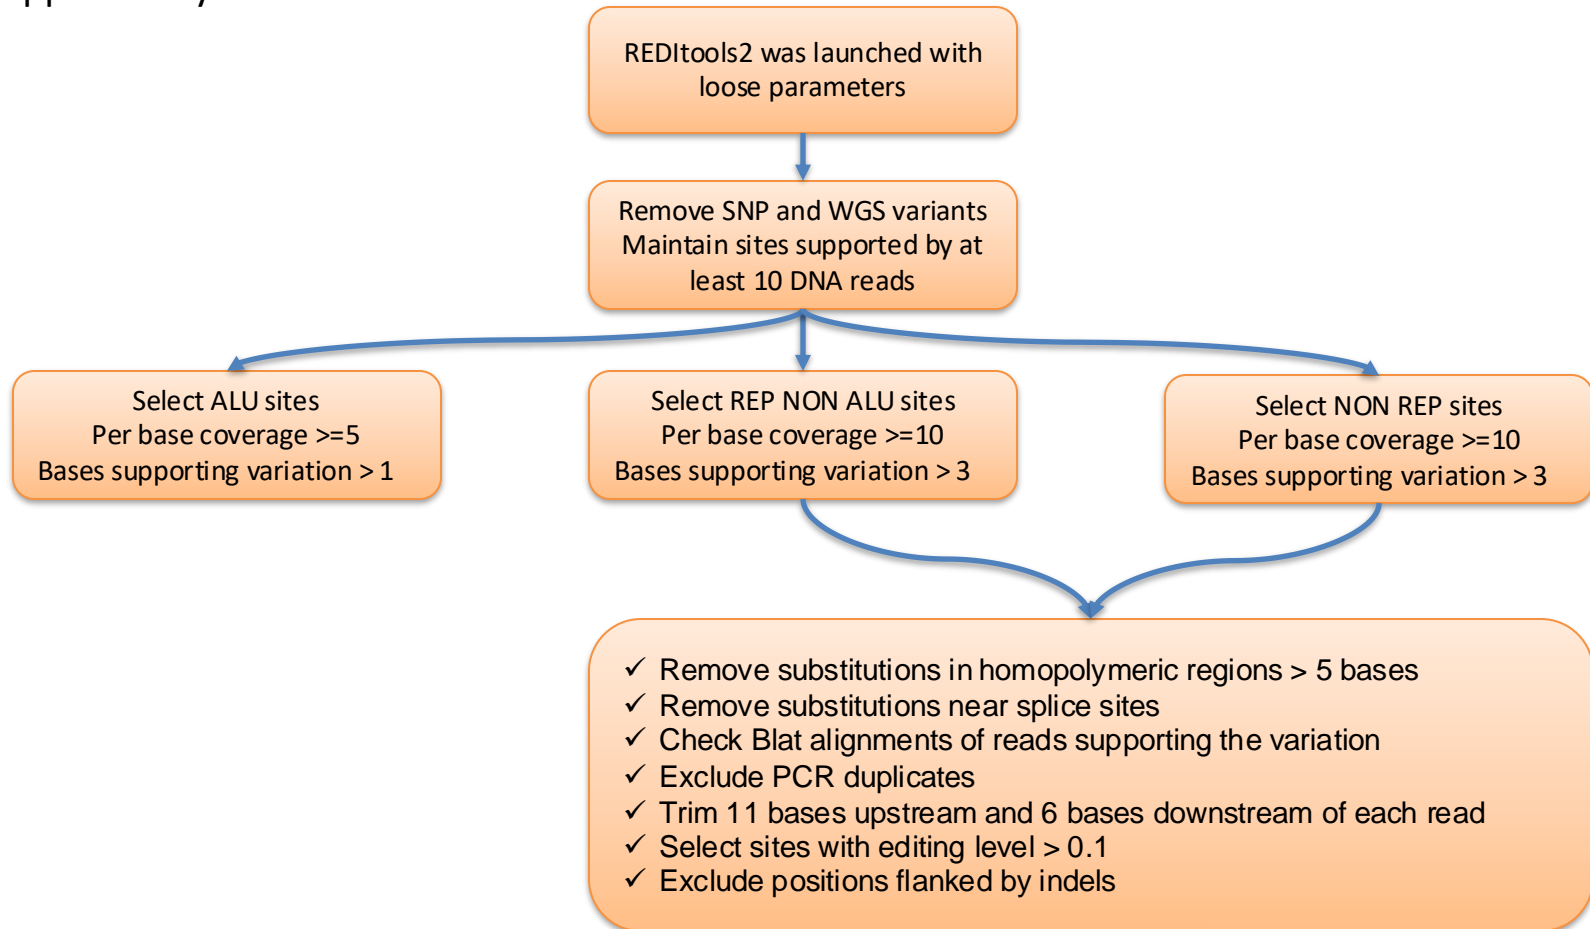 REDItools2 was launched with
loose parameters
Remove SNP and WGS variants
Maintain sites supported by at
least 10 DNA reads
Select ALU sites
Per base coverage >=5
Bases supporting variation > 1
Select REP NON ALU sites
Per base coverage >=10
Bases supporting variation > 3
Select NON REP sites
Per base coverage >=10
Bases supporting variation > 3
✓ Remove substitutions in homopolymeric regions > 5 bases
✓ Remove substitutions near splice sites
✓ Check Blat alignments of reads supporting the variation
✓ Exclude PCR duplicates
✓ Trim 11 bases upstream and 6 bases downstream of each read
✓ Select sites with editing level > 0.1
✓ Exclude positions flanked by indels